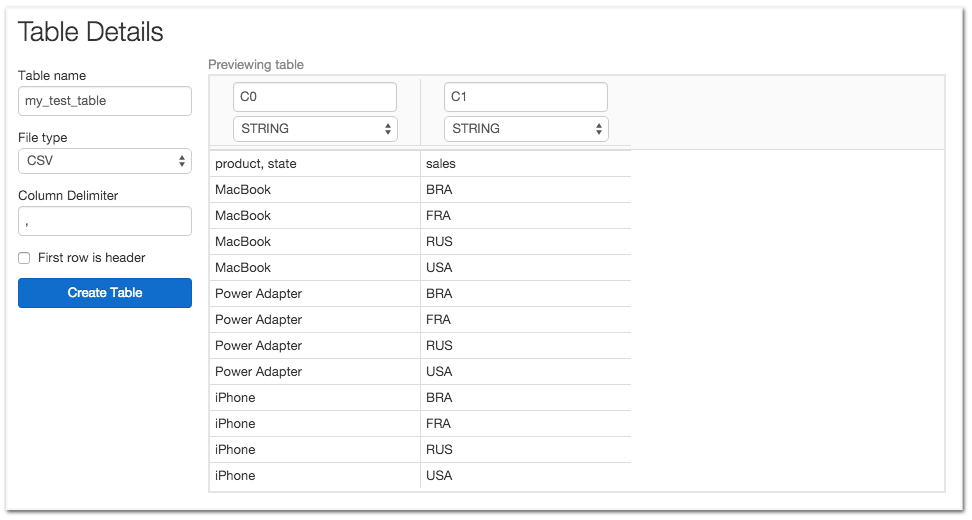 Table Details
Previewing table
Table name
my_test_table
File type
CSV
Column Delimiter
,
First row is header
Create Table
C0 C1
STRING STRING
product, state sales
MacBook BRA
MacBook FRA
MacBook RUS
MacBook USA
Power Adapter BRA
Power Adapter FRA
Power Adapter RUS
Power Adapter USA
iPhone BRA
iPhone FRA
iPhone RUS
iPhone USA